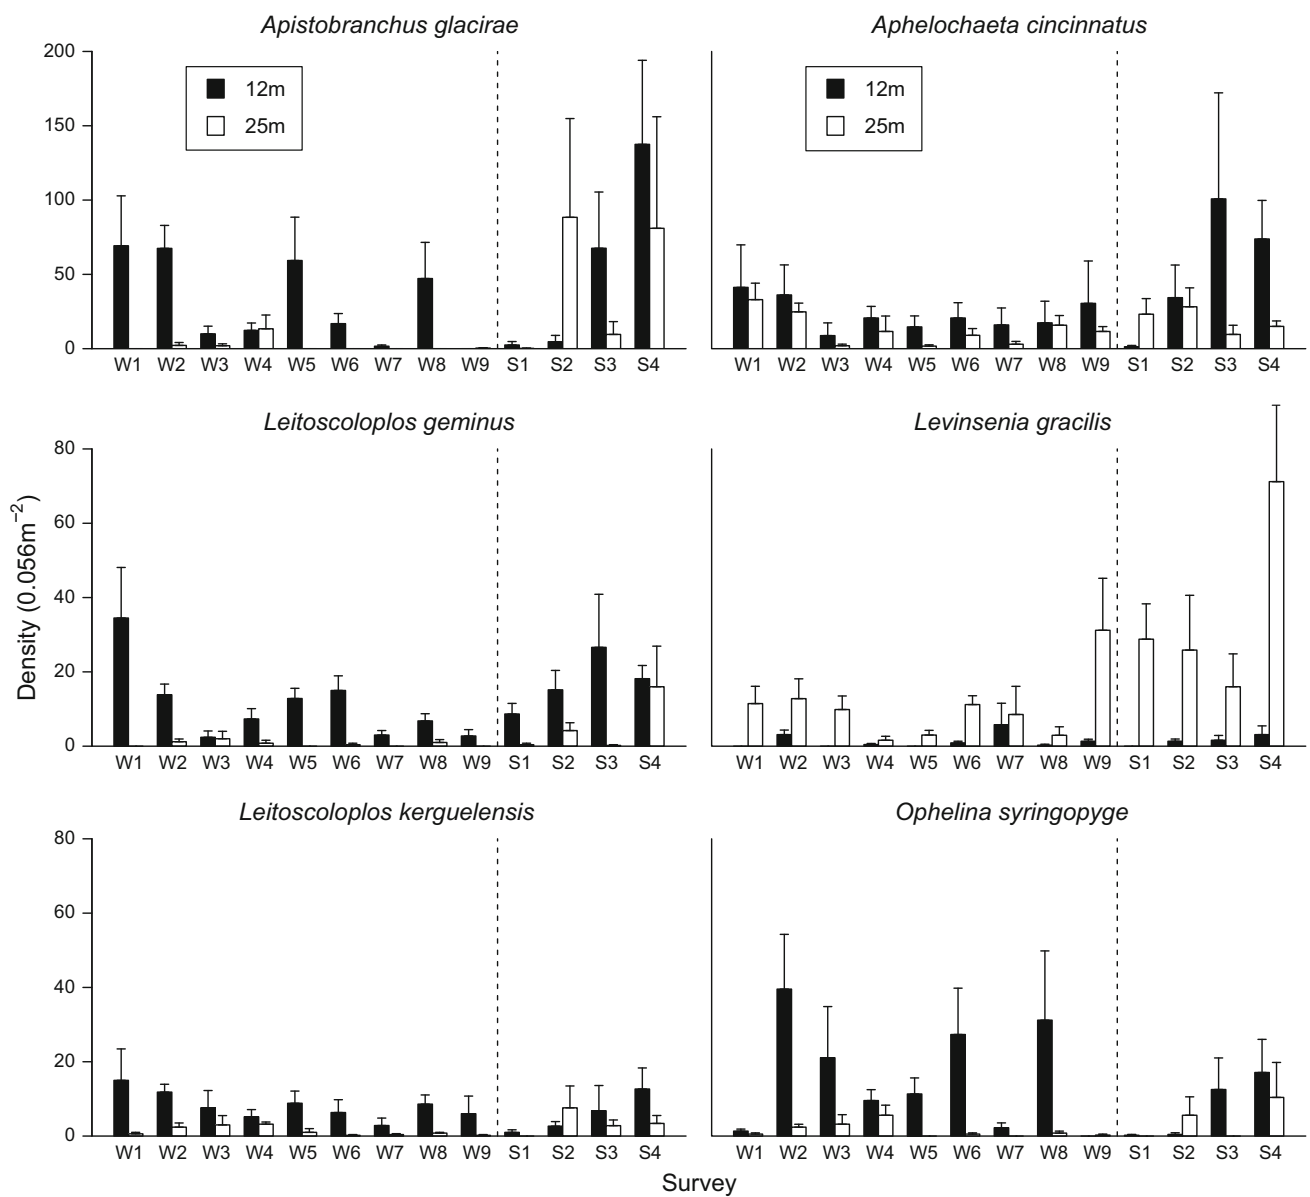 Apistobranchus glacirae
Aphelochaeta cincinnatus
200
150
100
50
0
12m
25m
12m
25m
W1 W2 W3 W4 W5 W6 W7 W8 W9 S1 S2 S3 S4
W1 W2 W3 W4 W5 W6 W7 W8 W9 S1 S2 S3 S4
Leitoscoloplos geminus
Levinsenia gracilis
80
60
40
20
0
Density (0.056m⁻²)
W1 W2 W3 W4 W5 W6 W7 W8 W9 S1 S2 S3 S4
W1 W2 W3 W4 W5 W6 W7 W8 W9 S1 S2 S3 S4
Leitoscoloplos kerguelensis
Ophelina syringopyge
80
60
40
20
0
W1 W2 W3 W4 W5 W6 W7 W8 W9 S1 S2 S3 S4
W1 W2 W3 W4 W5 W6 W7 W8 W9 S1 S2 S3 S4
Survey